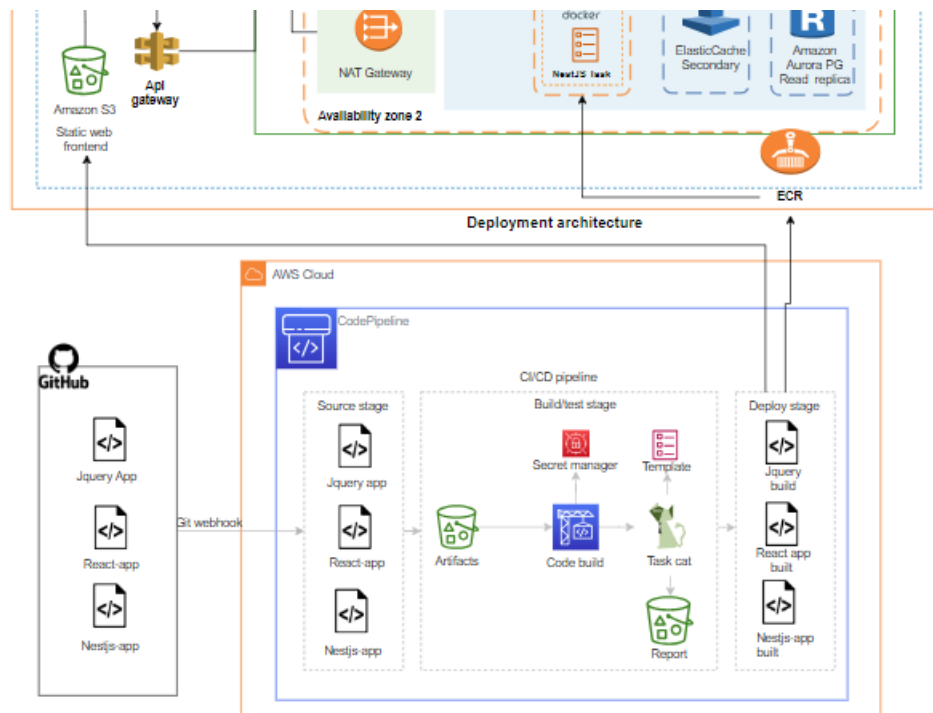 docker
NestJS task
NAT Gateway
ElasticCache
Secondary
R
Amazon
Aurora PG
Read replica
Api
gateway
Amazon S3
Static web
frontend
Availability zone 2
ECR
Deployment architecture
AWS Cloud
CodePipeline
GitHub
CI/CD pipeline
Source stage
Build/test stage
Deploy stage
Jquery App
Jquery app
Secret manager
Template
Jquery
build
Git webhook
React-app
React-app
Artifacts
Code build
Task cat
React app
built
Nestjs-app
Nestjs-app
Report
Nestjs-app
built